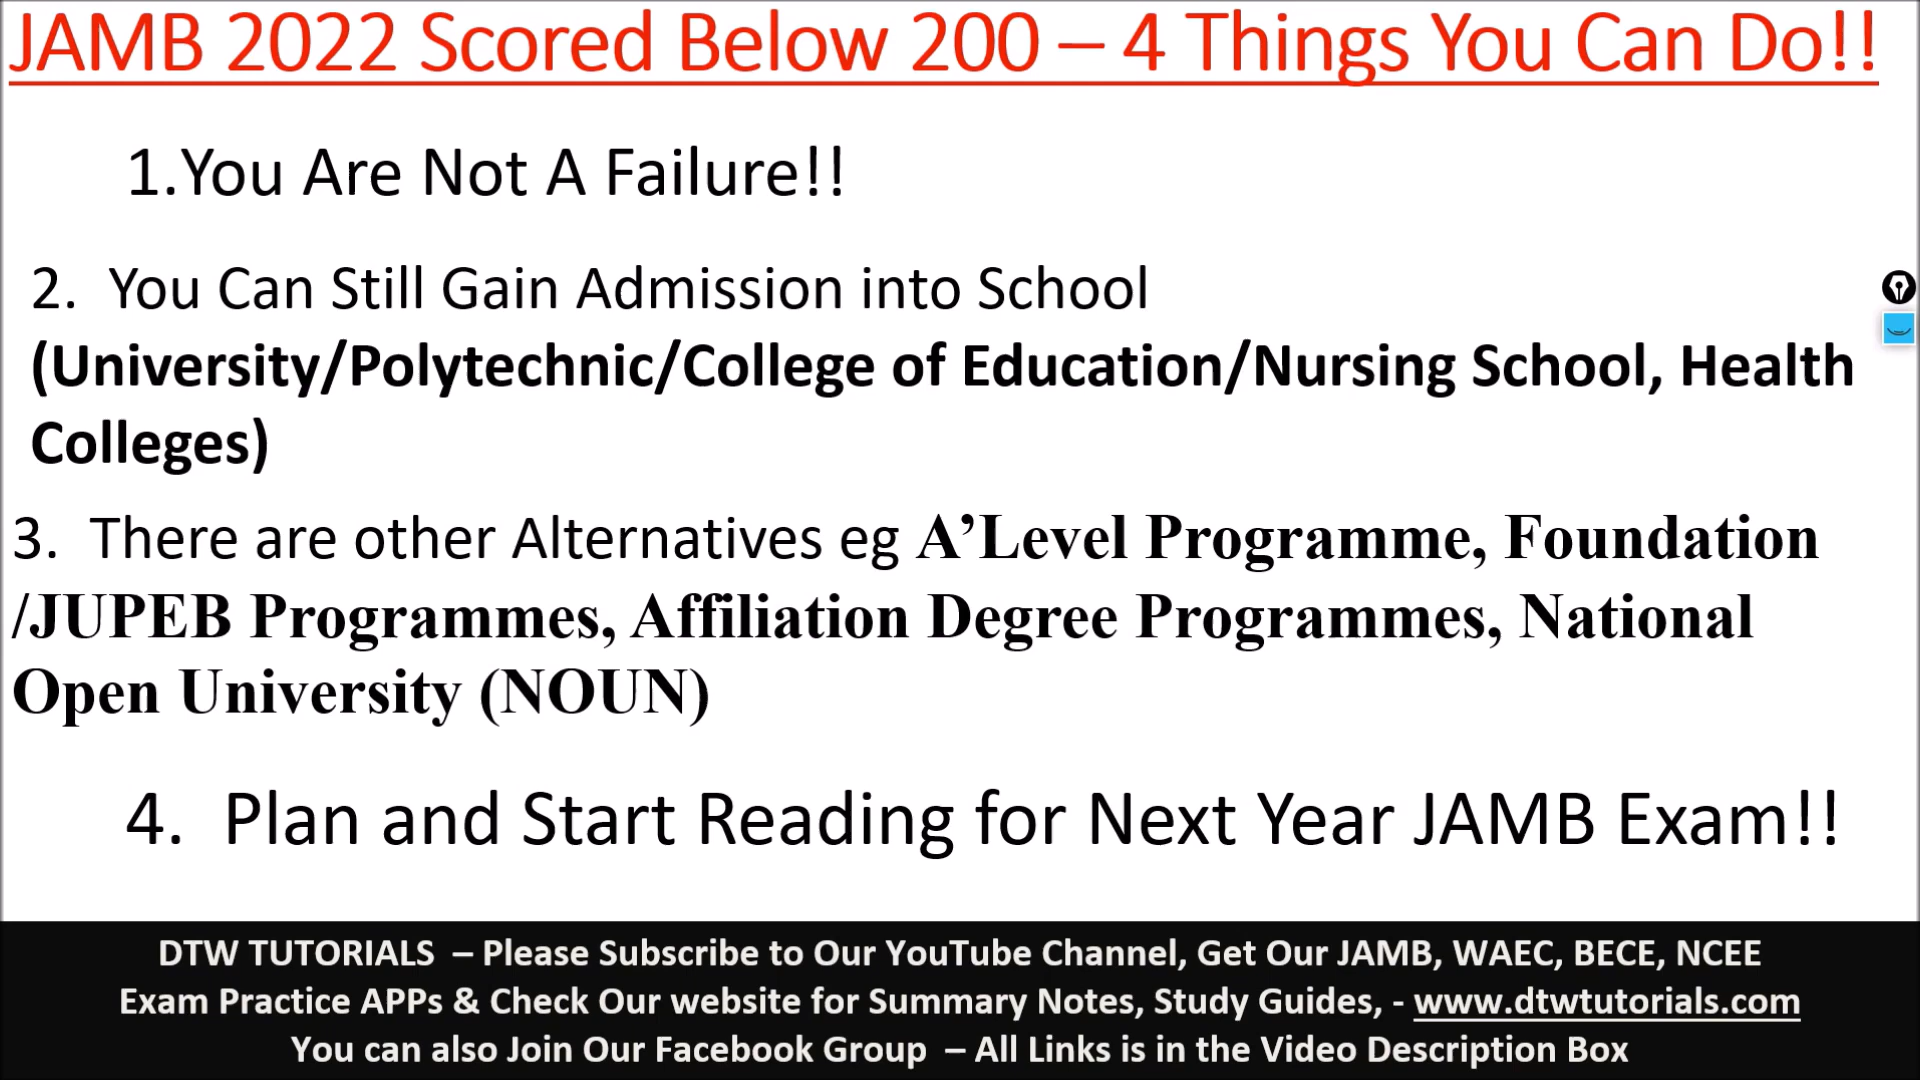 JAMB 2022 Scored Below 200 – 4 Things You Can Do!!
1.You Are Not A Failure!!
2. You Can Still Gain Admission into School
(University/Polytechnic/College of Education/Nursing School, Health
Colleges)
3. There are other Alternatives eg A’Level Programme, Foundation
/JUPEB Programmes, Affiliation Degree Programmes, National
Open University (NOUN)
4. Plan and Start Reading for Next Year JAMB Exam!!
DTW TUTORIALS – Please Subscribe to Our YouTube Channel, Get Our JAMB, WAEC, BECE, NCEE
Exam Practice APPs & Check Our website for Summary Notes, Study Guides, - www.dtwtutorials.com
You can also Join Our Facebook Group – All Links is in the Video Description Box